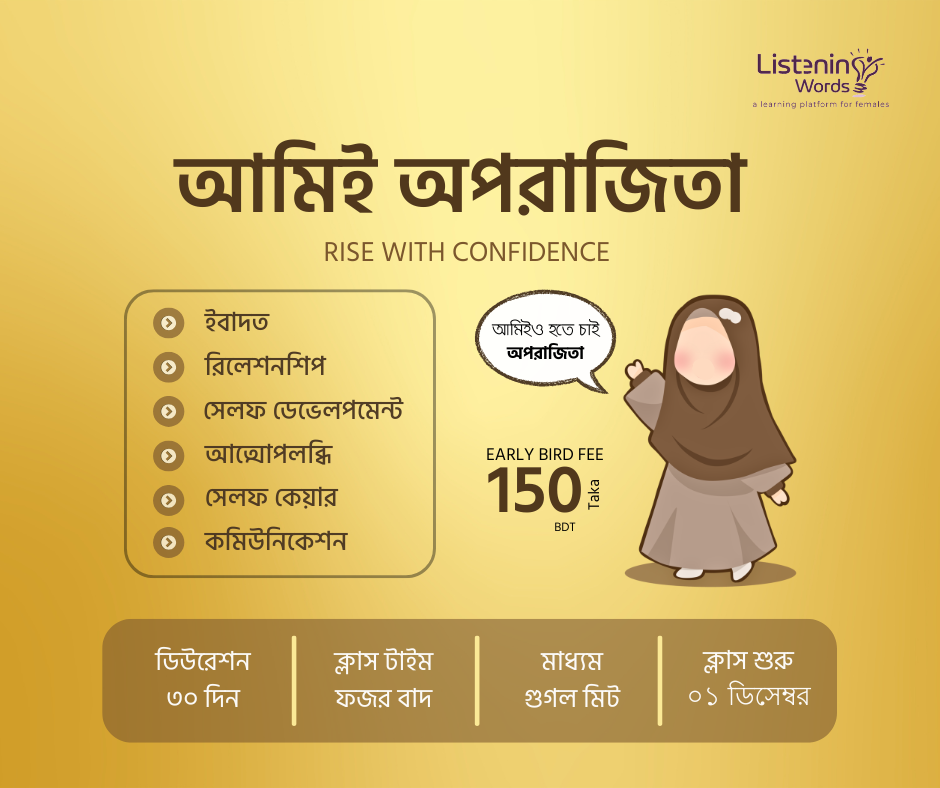 Listening
Words
a learning platform for females
আমিই অপরাজিতা
RISE WITH CONFIDENCE
ইবাদত
রিলেশনশিপ
সেলফ ডেভেলপমেন্ট
আত্মোপলব্ধি
সেলফ কেয়ার
কমিউনিকেশন
আমিইও হতে চাই
অপরাজিতা
EARLY BIRD FEE
150 Taka
BDT
ডিউরেশন
৩০ দিন
ক্লাস টাইম
ফজর বাদ
মাধ্যম
গুগল মিট
ক্লাস শুরু
০১ ডিসেম্বর